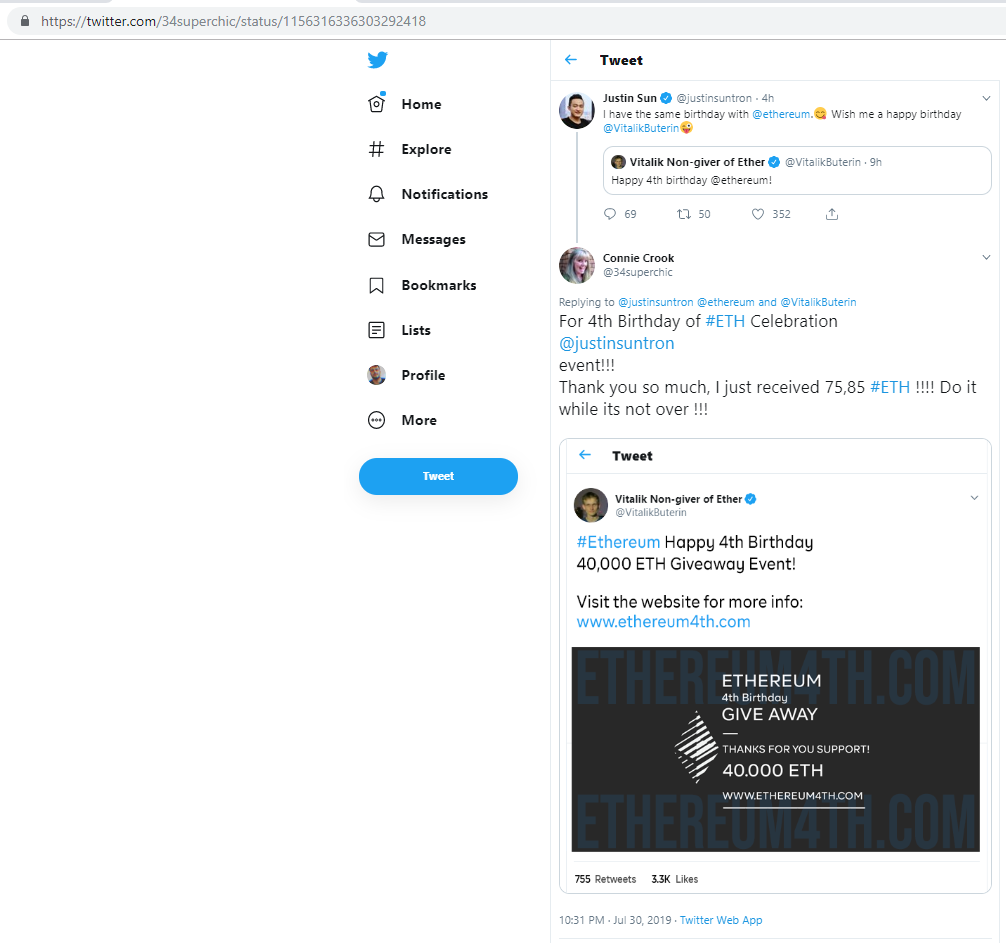 https://twitter.com/34superchic/status/1156316336303292418
Home
Explore
Notifications
Messages
Bookmarks
Lists
Profile
More
Tweet
Tweet
Justin Sun @justinsuntron · 4h
I have the same birthday with @ethereum.😋 Wish me a happy birthday
@VitalikButerin😜
Vitalik Non-giver of Ether @VitalikButerin · 9h
Happy 4th birthday @ethereum!
69 50 352
Connie Crook
@34superchic
Replying to @justinsuntron @ethereum and @VitalikButerin
For 4th Birthday of #ETH Celebration
@justinsuntron
event!!!
Thank you so much, I just received 75,85 #ETH !!!! Do it
while its not over !!!
Tweet
Vitalik Non-giver of Ether
@VitalikButerin
#Ethereum Happy 4th Birthday
40,000 ETH Giveaway Event!
Visit the website for more info:
www.ethereum4th.com
ETHEREUM4TH.COM
ETHEREUM
4th Birthday
GIVE AWAY
THANKS FOR YOU SUPPORT!
40.000 ETH
WWW.ETHEREUM4TH.COM
ETHEREUM4TH.COM
755 Retweets 3.3K Likes
10:31 PM · Jul 30, 2019 · Twitter Web App